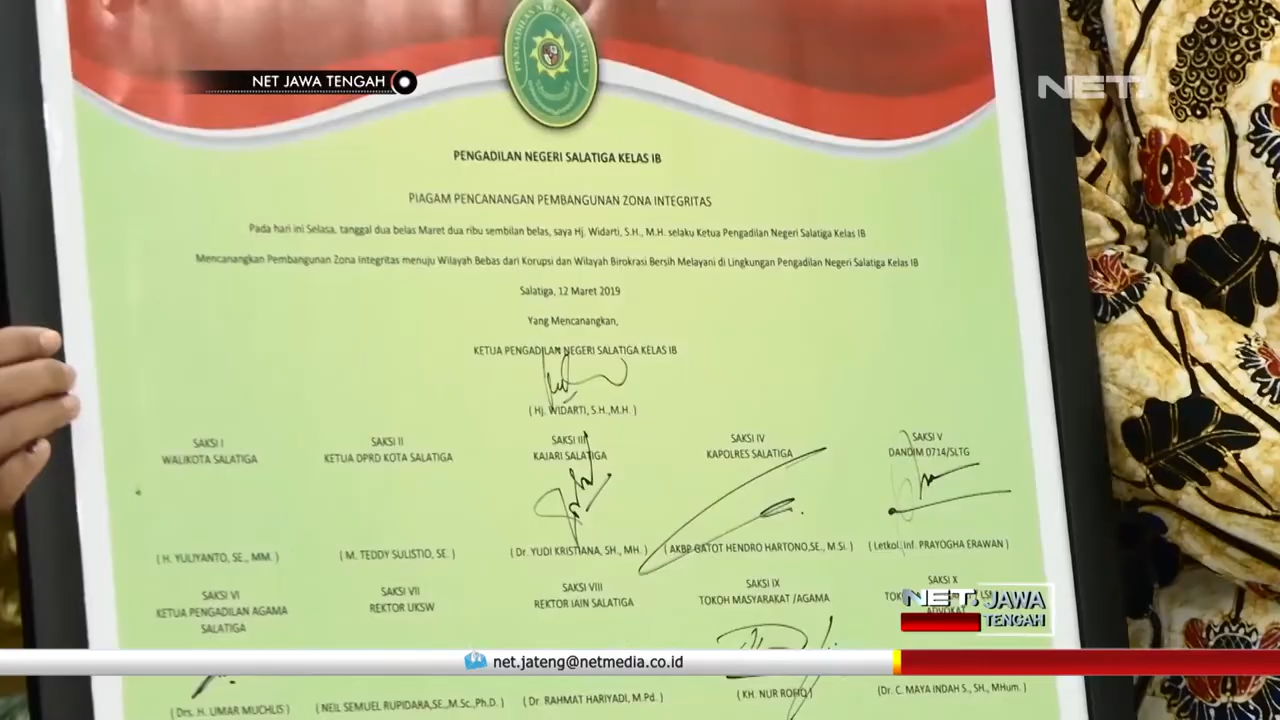 PENGADILAN NEGERI SALATIGA
NET JAWA TENGAH
NET.
PENGADILAN NEGERI SALATIGA KELAS IB
PIAGAM PENCANANGAN PEMBANGUNAN ZONA INTEGRITAS
Pada hari ini Selasa, tanggal dua belas Maret dua ribu sembilan belas, saya Hj. Widarti, S.H., M.H. selaku Ketua Pengadilan Negeri Salatiga Kelas IB
Mencanangkan Pembangunan Zona Integritas menuju Wilayah Bebas dari Korupsi dan Wilayah Birokrasi Bersih Melayani di Lingkungan Pengadilan Negeri Salatiga Kelas IB
Salatiga, 12 Maret 2019
Yang Mencanangkan,
KETUA PENGADILAN NEGERI SALATIGA KELAS IB
( Hj. WIDARTI, S.H.,M.H. )
SAKSI I SAKSI II SAKSI III SAKSI IV SAKSI V
WALIKOTA SALATIGA KETUA DPRD KOTA SALATIGA KAJARI SALATIGA KAPOLRES SALATIGA DANDIM 0714/SLTG
( H. YULIYANTO, SE., MM. ) ( M. TEDDY SULISTIO, SE. ) ( Dr. YUDI KRISTIANA, SH., MH. ) ( AKBP GATOT HENDRO HARTONO,SE., M.Si. ) ( Letkol. Inf. PRAYOGHA ERAWAN )
SAKSI VI SAKSI VII SAKSI VIII SAKSI IX SAKSI X
KETUA PENGADILAN AGAMA REKTOR UKSW REKTOR IAIN SALATIGA TOKOH MASYARAKAT /AGAMA
SALATIGA ADVOKAT
NET. JAWA TENGAH
net.jateng@netmedia.co.id
( Drs. H. UMAR MUCHLIS ) ( NEIL SEMUEL RUPIDARA,SE.,M.Sc.,Ph.D. ) ( Dr. RAHMAT HARIYADI, M.Pd. ) ( KH. NUR ROFIQ ) (Dr. C. MAYA INDAH S., SH., MHum. )